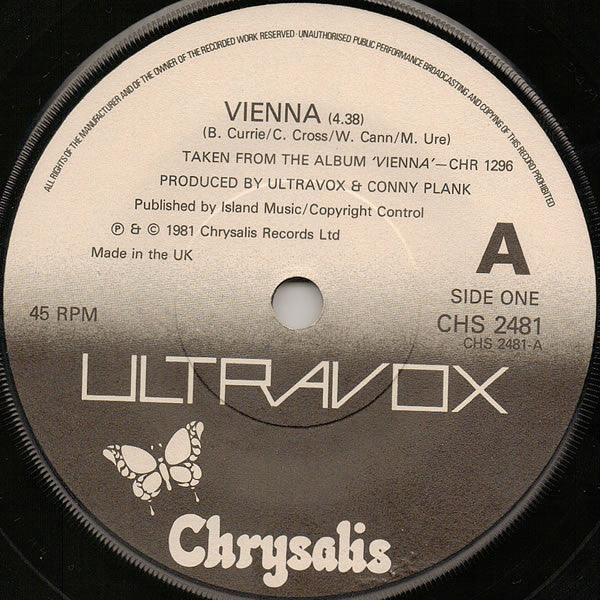 ALL RIGHTS OF THE MANUFACTURER AND OF THE OWNER OF THE RECORDED WORK RESERVED · UNAUTHORISED PUBLIC PERFORMANCE BROADCASTING AND COPYING OF THIS RECORD PROHIBITED
VIENNA (4.38)
(B. Currie/C. Cross/W. Cann/M. Ure)
TAKEN FROM THE ALBUM 'VIENNA'—CHR 1296
PRODUCED BY ULTRAVOX & CONNY PLANK
Published by Island Music/Copyright Control
℗ & © 1981 Chrysalis Records Ltd
Made in the UK
A
SIDE ONE
45 RPM
CHS 2481
CHS 2481-A
ULTRAVOX
Chrysalis